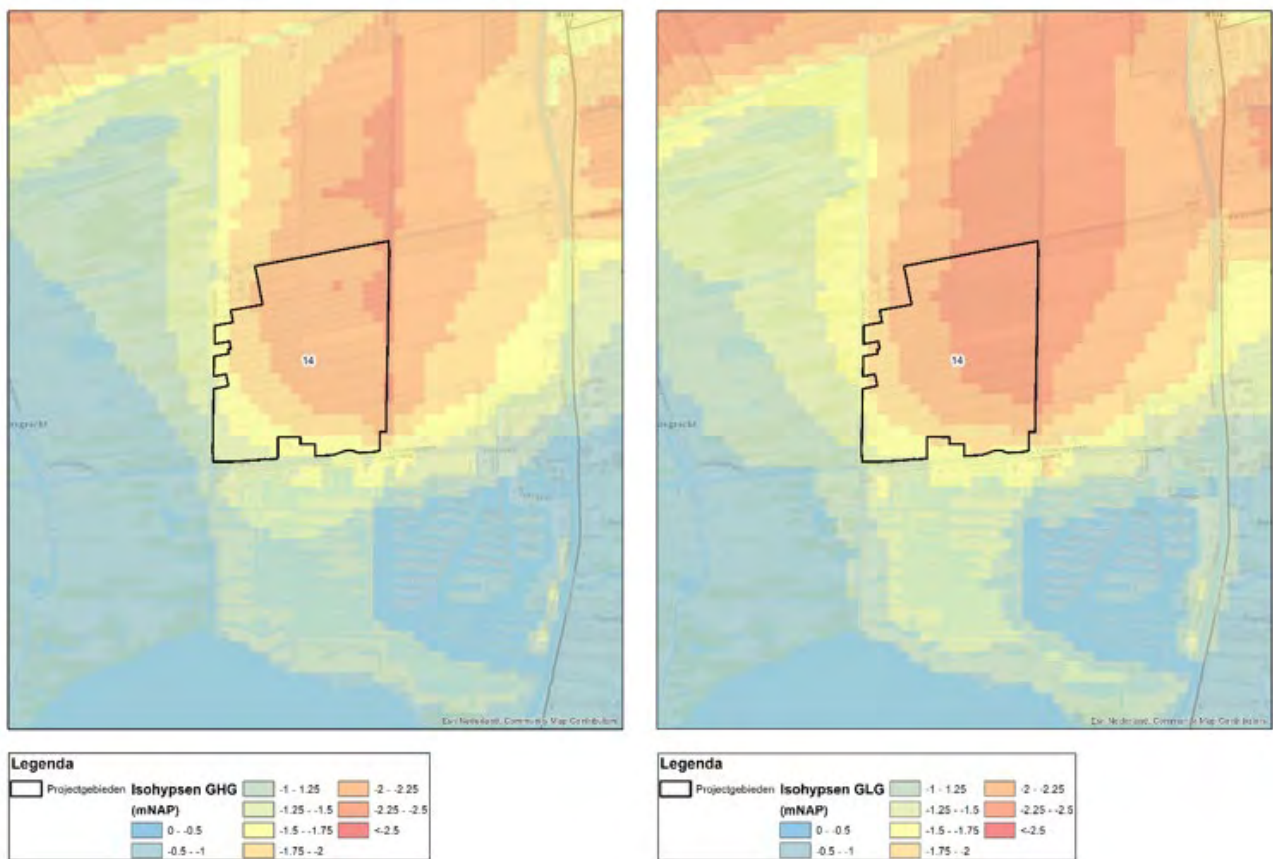 14
Esri Nederland, Community Map Contributors
14
Esri Nederland, Community Map Contributors
Legenda
Projectgebieden
Isohypsen GHG
(mNAP)
0 - -0.5
-0.5 - -1
-1 - 1.25
-1.25 - -1.5
-1.5 - -1.75
-1.75 - -2
-2 - -2.25
-2.25 - -2.5
<-2.5
Legenda
Projectgebieden
Isohypsen GLG
(mNAP)
0 - -0.5
-0.5 - -1
-1 - 1.25
-1.25 - -1.5
-1.5 - -1.75
-1.75 - -2
-2 - -2.25
-2.25 - -2.5
<-2.5